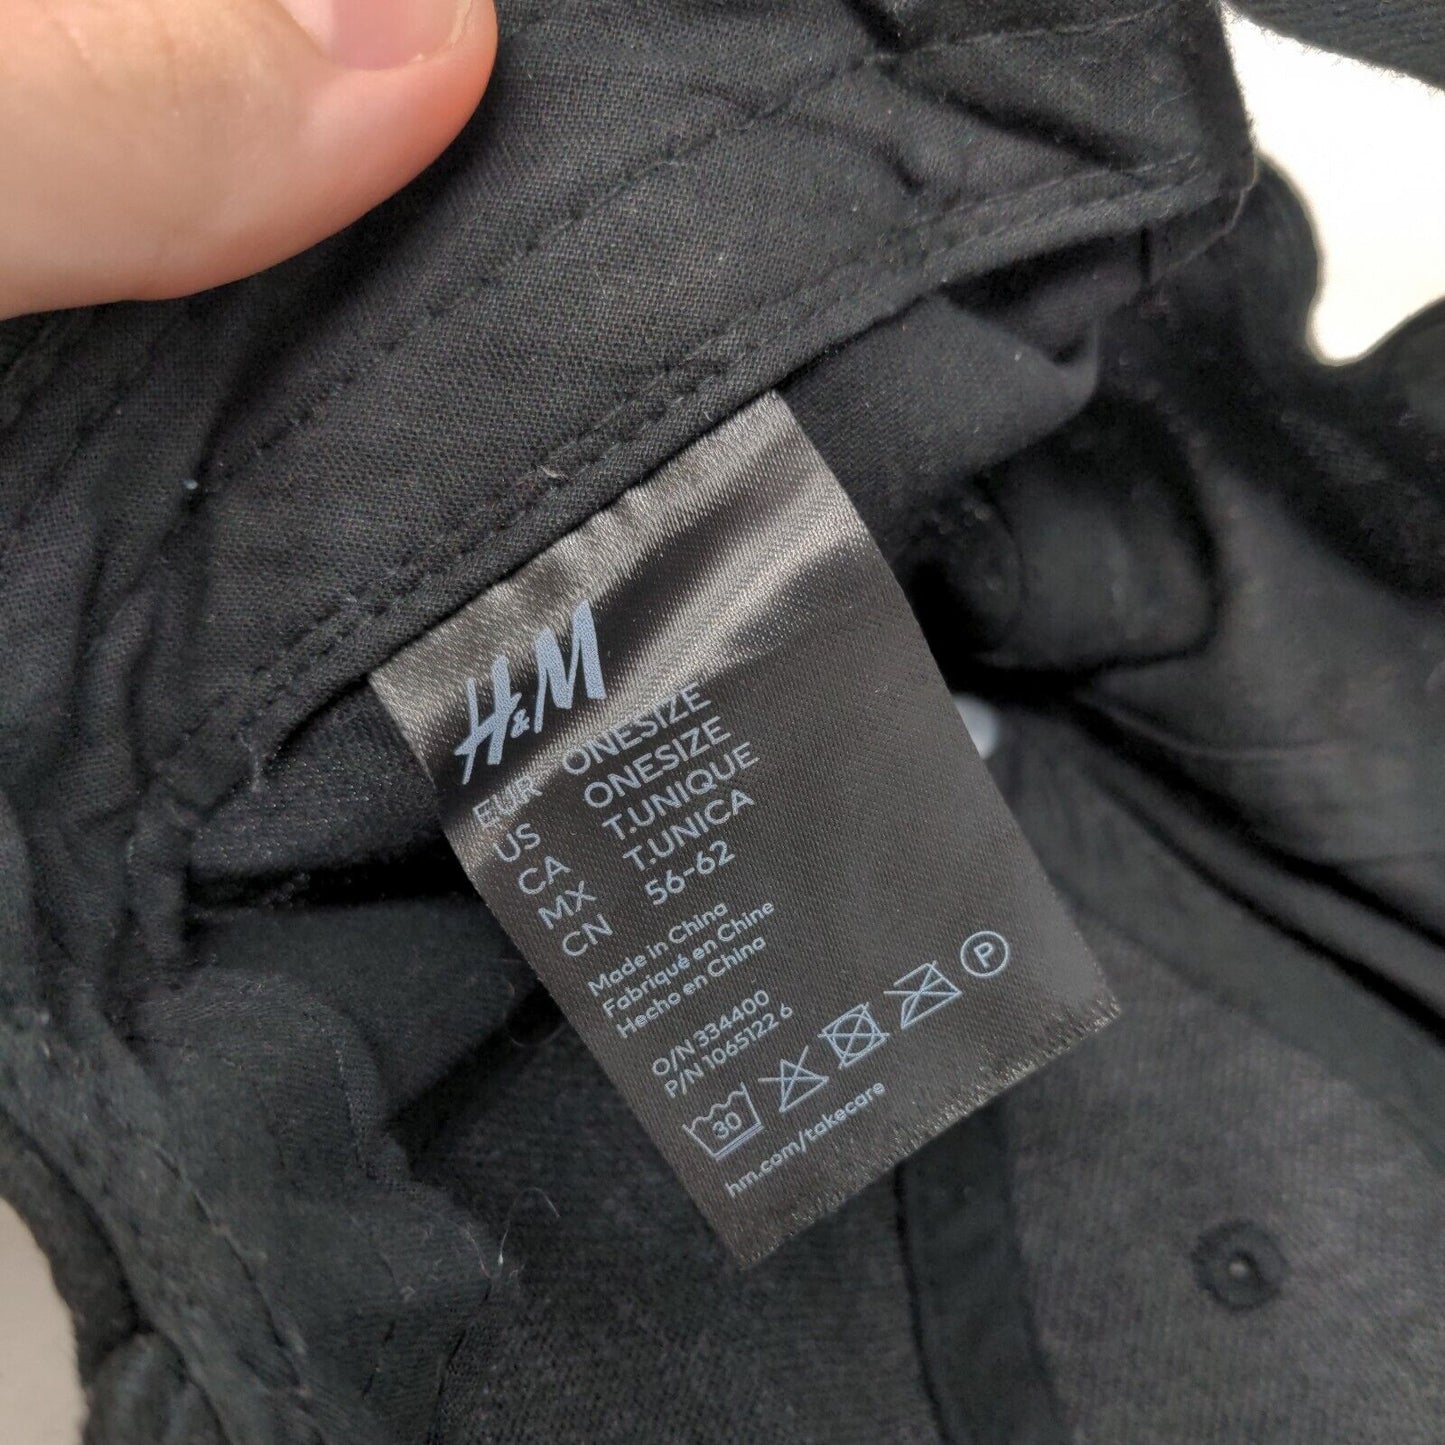 H&M
EUR ONESIZE
US ONESIZE
CA T.UNIQUE
MX T.UNICA
CN 56-62
Made in China
Fabriqué en Chine
Hecho en China
O/N 334400
P/N 1065122 6
30
P
hm.com/takecare